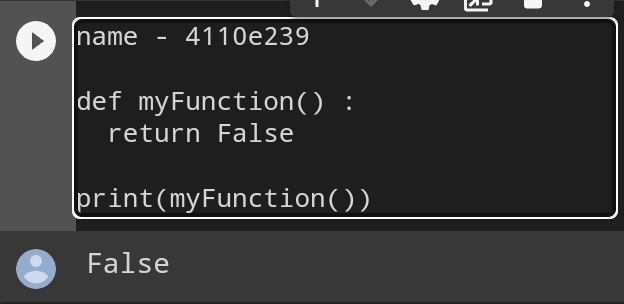 name - 4110e239
def myFunction() :
  return False
print(myFunction())
False